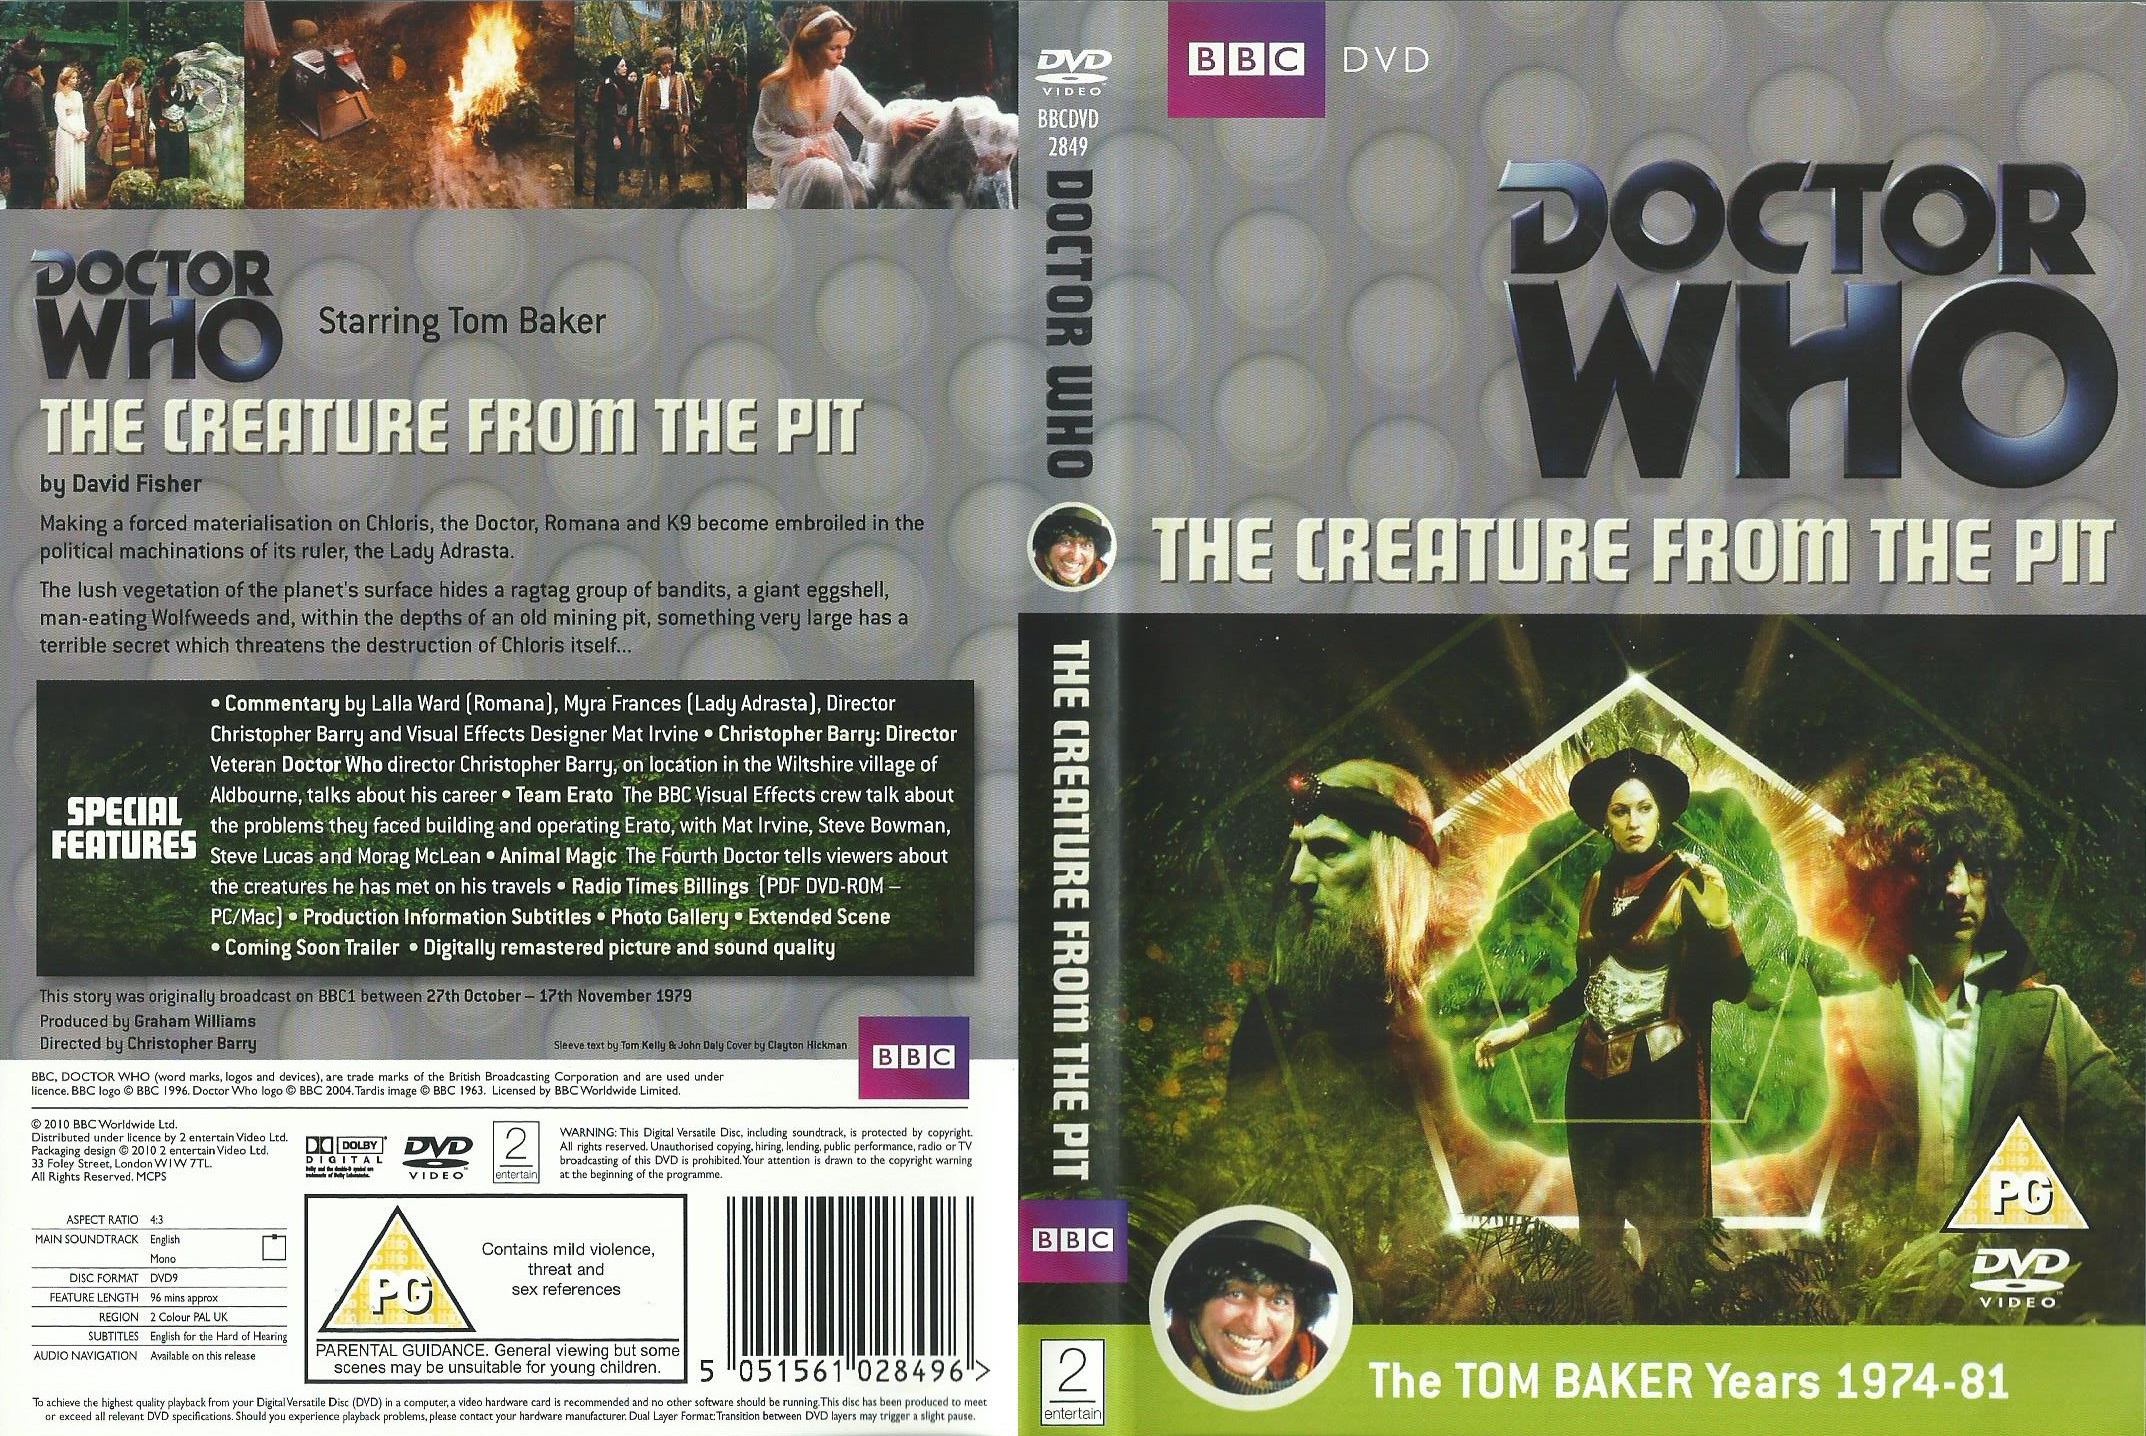 DOCTOR
WHO
Starring Tom Baker
THE CREATURE FROM THE PIT
by David Fisher
Making a forced materialisation on Chloris, the Doctor, Romana and K9 become embroiled in the
political machinations of its ruler, the Lady Adrasta.
The lush vegetation of the planet's surface hides a ragtag group of bandits, a giant eggshell,
man-eating Wolfweeds and, within the depths of an old mining pit, something very large has a
terrible secret which threatens the destruction of Chloris itself...
SPECIAL
FEATURES
• Commentary by Lalla Ward (Romana), Myra Frances (Lady Adrasta), Director
Christopher Barry and Visual Effects Designer Mat Irvine • Christopher Barry: Director
Veteran Doctor Who director Christopher Barry, on location in the Wiltshire village of
Aldbourne, talks about his career • Team Erato The BBC Visual Effects crew talk about
the problems they faced building and operating Erato, with Mat Irvine, Steve Bowman,
Steve Lucas and Morag McLean • Animal Magic The Fourth Doctor tells viewers about
the creatures he has met on his travels • Radio Times Billings (PDF DVD-ROM –
PC/Mac) • Production Information Subtitles • Photo Gallery • Extended Scene
• Coming Soon Trailer • Digitally remastered picture and sound quality
This story was originally broadcast on BBC1 between 27th October – 17th November 1979
Produced by Graham Williams
Directed by Christopher Barry
Sleeve text by Tom Kelly & John Daly Cover by Clayton Hickman
BBC
BBC, DOCTOR WHO (word marks, logos and devices), are trade marks of the British Broadcasting Corporation and are used under
licence. BBC logo © BBC 1996. Doctor Who logo © BBC 2004. Tardis image © BBC 1963. Licensed by BBC Worldwide Limited.
© 2010 BBC Worldwide Ltd.
Distributed under licence by 2 entertain Video Ltd.
Packaging design © 2010 2 entertain Video Ltd.
33 Foley Street, London W1W 7TL.
All Rights Reserved. MCPS
DOLBY
DIGITAL
DVD
VIDEO
2
entertain
WARNING: This Digital Versatile Disc, including soundtrack, is protected by copyright.
All rights reserved. Unauthorised copying, hiring, lending, public performance, radio or TV
broadcasting of this DVD is prohibited. Your attention is drawn to the copyright warning
at the beginning of the programme.
ASPECT RATIO 4:3
MAIN SOUNDTRACK English
Mono
DISC FORMAT DVD9
FEATURE LENGTH 96 mins approx
REGION 2 Colour PAL UK
SUBTITLES English for the Hard of Hearing
AUDIO NAVIGATION Available on this release
PG
Contains mild violence,
threat and
sex references
PARENTAL GUIDANCE. General viewing but some
scenes may be unsuitable for young children.
5 051561 028496 >
To achieve the highest quality playback from your Digital Versatile Disc (DVD) in a computer, a video hardware card is recommended and no other software should be running. This disc has been produced to meet
or exceed all relevant DVD specifications. Should you experience playback problems, please contact your hardware manufacturer. Dual Layer Format: Transition between DVD layers may trigger a slight pause.
DVD
VIDEO
BBCDVD
2849
DOCTOR WHO
THE CREATURE FROM THE PIT
BBC
2
entertain
BBC DVD
DOCTOR
WHO
THE CREATURE FROM THE PIT
PG
DVD
VIDEO
The TOM BAKER Years 1974-81